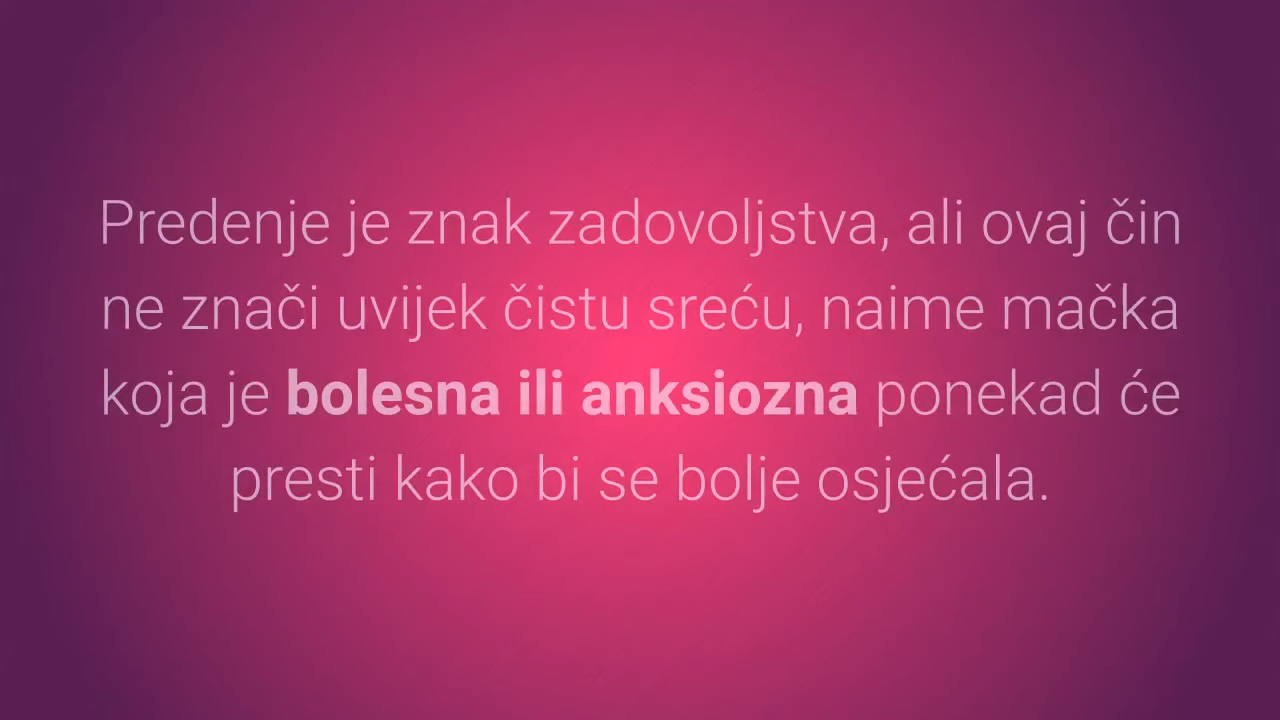 Predenje je znak zadovoljstva, ali ovaj čin
ne znači uvijek čistu sreću, naime mačka
koja je bolesna ili anksiozna ponekad će
presti kako bi se bolje osjećala.